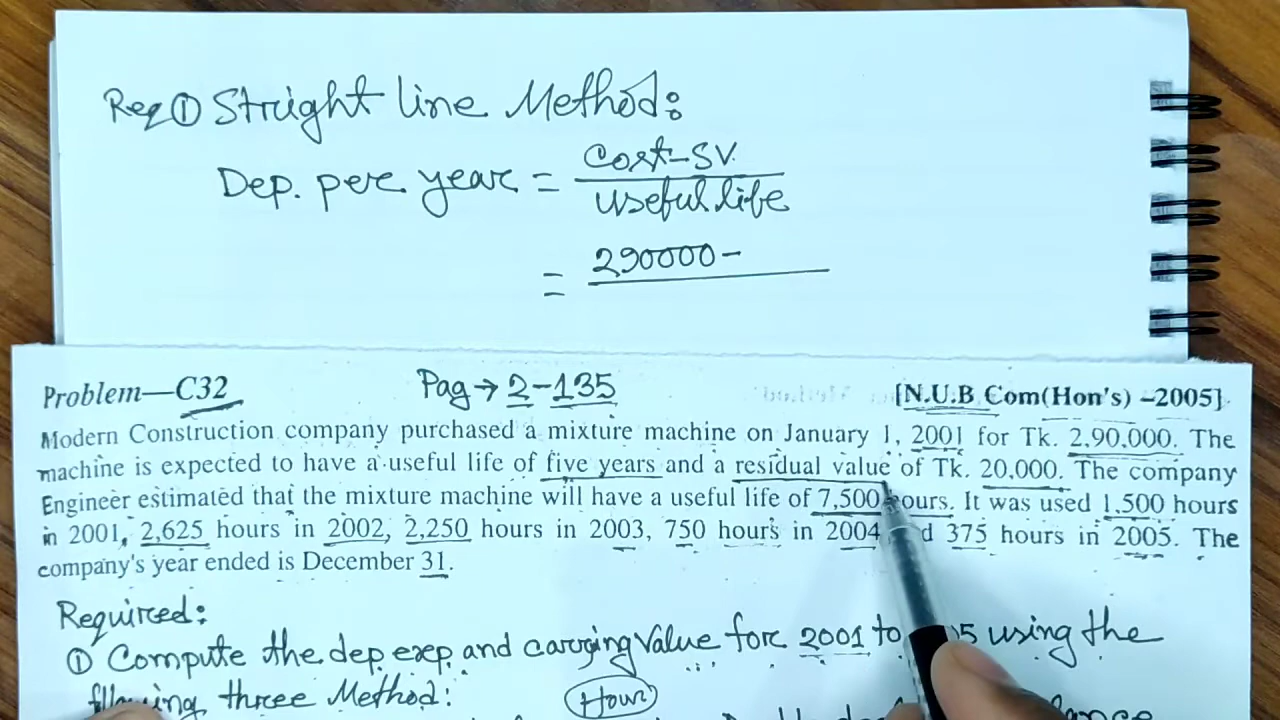 Req ① Stright line Method:
Dep. per year = Cost-SV. / Useful life
= 290000 -
Problem—C32 Pag → 2-135 [N.U.B Com(Hon's) –2005]
Modern Construction company purchased a mixture machine on January 1, 2001 for Tk. 2,90,000. The
machine is expected to have a useful life of five years and a residual value of Tk. 20,000. The company
Engineer estimated that the mixture machine will have a useful life of 7,500 ours. It was used 1,500 hours
in 2001, 2,625 hours in 2002, 2,250 hours in 2003, 750 hours in 2004 d 375 hours in 2005. The
company's year ended is December 31.
Required:
① Compute the dep. exp. and carrying value for 2001 to 05 using the
three Method: (Hour)